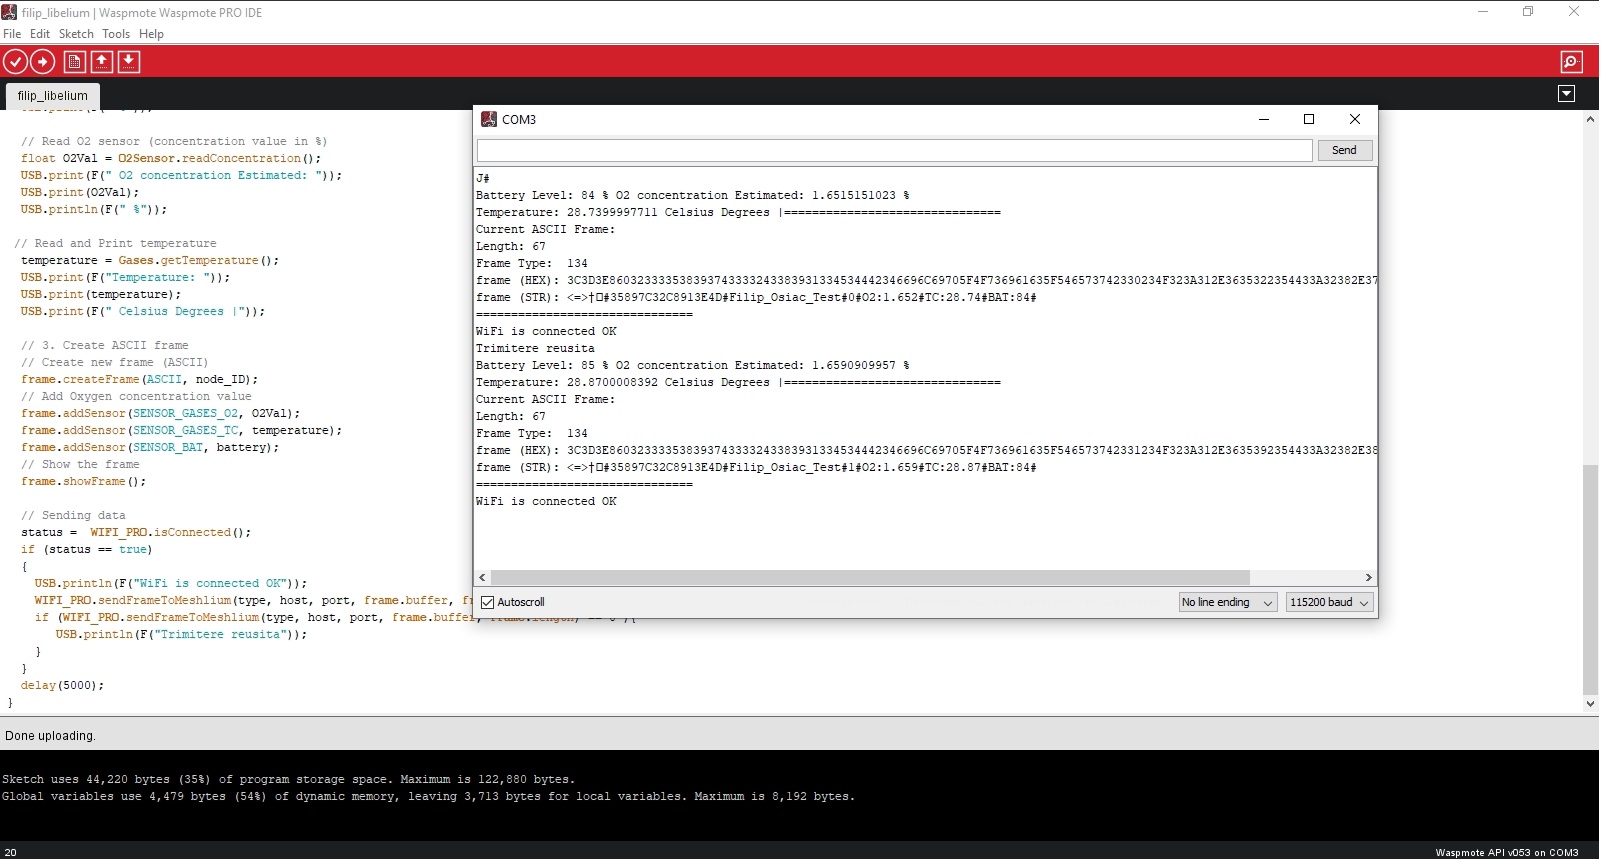 filip_libelium | Waspmote Waspmote PRO IDE
File Edit Sketch Tools Help
filip_libelium
// Read O2 sensor (concentration value in %)
float O2Val = O2Sensor.readConcentration();
USB.print(F(" O2 concentration Estimated: "));
USB.print(O2Val);
USB.println(F(" %"));
// Read and Print temperature
temperature = Gases.getTemperature();
USB.print(F("Temperature: "));
USB.print(temperature);
USB.print(F(" Celsius Degrees |"));
// 3. Create ASCII frame
// Create new frame (ASCII)
frame.createFrame(ASCII, node_ID);
// Add Oxygen concentration value
frame.addSensor(SENSOR_GASES_O2, O2Val);
frame.addSensor(SENSOR_GASES_TC, temperature);
frame.addSensor(SENSOR_BAT, battery);
// Show the frame
frame.showFrame();
// Sending data
status = WIFI_PRO.isConnected();
if (status == true)
{
USB.println(F("WiFi is connected OK"));
WIFI_PRO.sendFrameToMeshlium(type, host, port, frame.buffer, f
if (WIFI_PRO.sendFrameToMeshlium(type, host, port, frame.buffer,
USB.println(F("Trimitere reusita"));
}
}
delay(5000);
}
COM3
Send
J#
Battery Level: 84 % O2 concentration Estimated: 1.6515151023 %
Temperature: 28.7399997711 Celsius Degrees |===============================
Current ASCII Frame:
Length: 67
Frame Type: 134
frame (HEX): 3C3D3E8603233335383937433332433839313345344423466696C69705F4F736961635F546573742330234F323A312E3635322354433A32382E37
frame (STR): <=>†□#35897C32C8913E4D#Filip_Osiac_Test#0#O2:1.652#TC:28.74#BAT:84#
===============================
WiFi is connected OK
Trimitere reusita
Battery Level: 85 % O2 concentration Estimated: 1.6590909957 %
Temperature: 28.8700008392 Celsius Degrees |===============================
Current ASCII Frame:
Length: 67
Frame Type: 134
frame (HEX): 3C3D3E8603233335383937433332433839313345344423466696C69705F4F736961635F546573742331234F323A312E3635392354433A32382E38
frame (STR): <=>†□#35897C32C8913E4D#Filip_Osiac_Test#1#O2:1.659#TC:28.87#BAT:84#
===============================
WiFi is connected OK
Autoscroll
No line ending
115200 baud
Done uploading.
Sketch uses 44,220 bytes (35%) of program storage space. Maximum is 122,880 bytes.
Global variables use 4,479 bytes (54%) of dynamic memory, leaving 3,713 bytes for local variables. Maximum is 8,192 bytes.
20
Waspmote API v053 on COM3